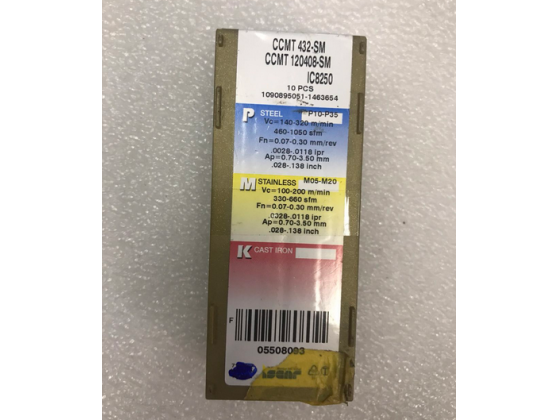 CCMT 432-SM
CCMT 120408-SM
IC8250
10 PCS
1090895051-1463654
P STEEL P10-P35
Vc=140-320 m/min
460-1050 sfm
Fn=0.07-0.30 mm/rev
.0028-.0118 ipr
Ap=0.70-3.50 mm
.028-.138 inch
M STAINLESS M05-M20
Vc=100-200 m/min
330-660 sfm
Fn=0.07-0.30 mm/rev
.0028-.0118 ipr
Ap=0.70-3.50 mm
.028-.138 inch
K CAST IRON
F
05508093